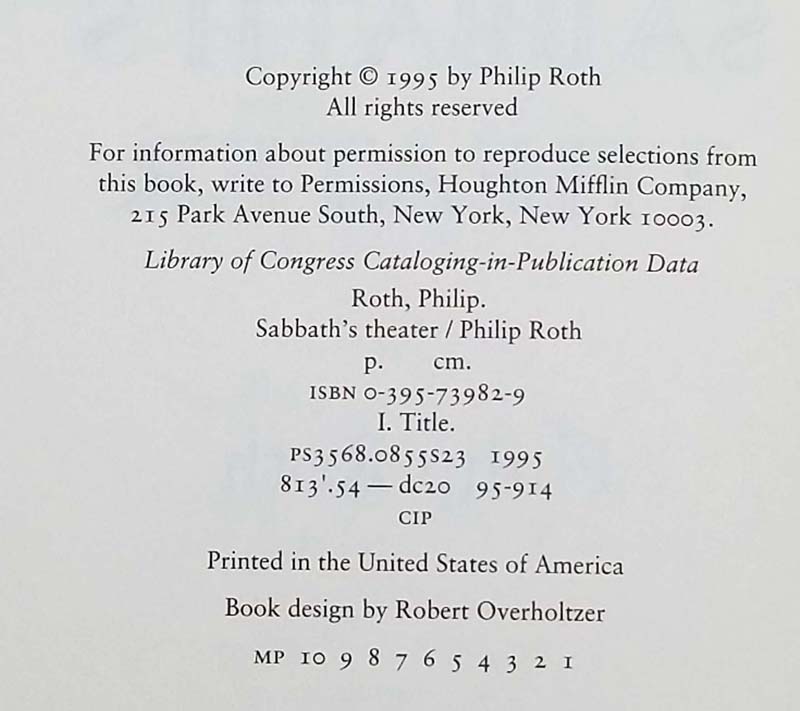 Copyright © 1995 by Philip Roth
All rights reserved
For information about permission to reproduce selections from
this book, write to Permissions, Houghton Mifflin Company,
215 Park Avenue South, New York, New York 10003.
Library of Congress Cataloging-in-Publication Data
Roth, Philip.
Sabbath's theater / Philip Roth
p. cm.
ISBN 0-395-73982-9
I. Title.
PS3568.O855S23 1995
813'.54 — dc20 95-914
CIP
Printed in the United States of America
Book design by Robert Overholtzer
MP 10 9 8 7 6 5 4 3 2 1